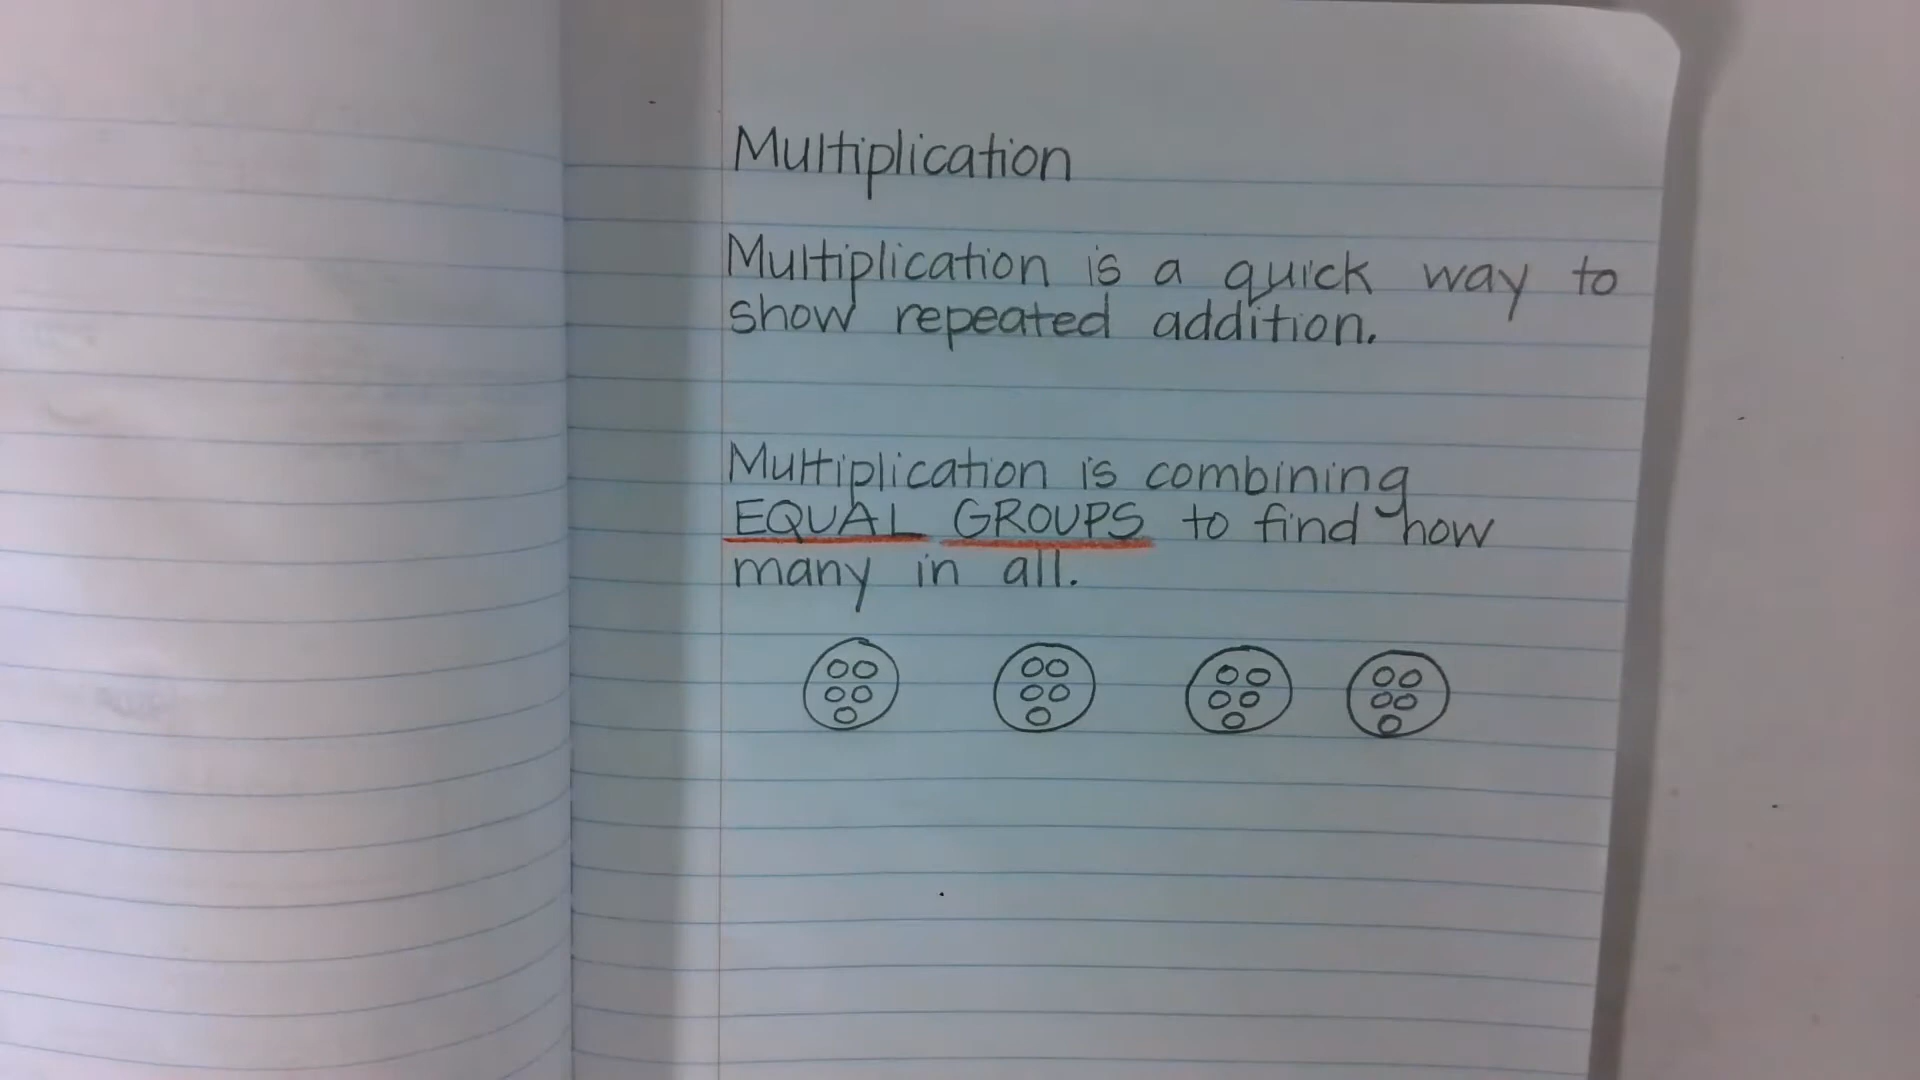 Multiplication
Multiplication is a quick way to
show repeated addition.
Multiplication is combining
EQUAL GROUPS to find how
many in all.